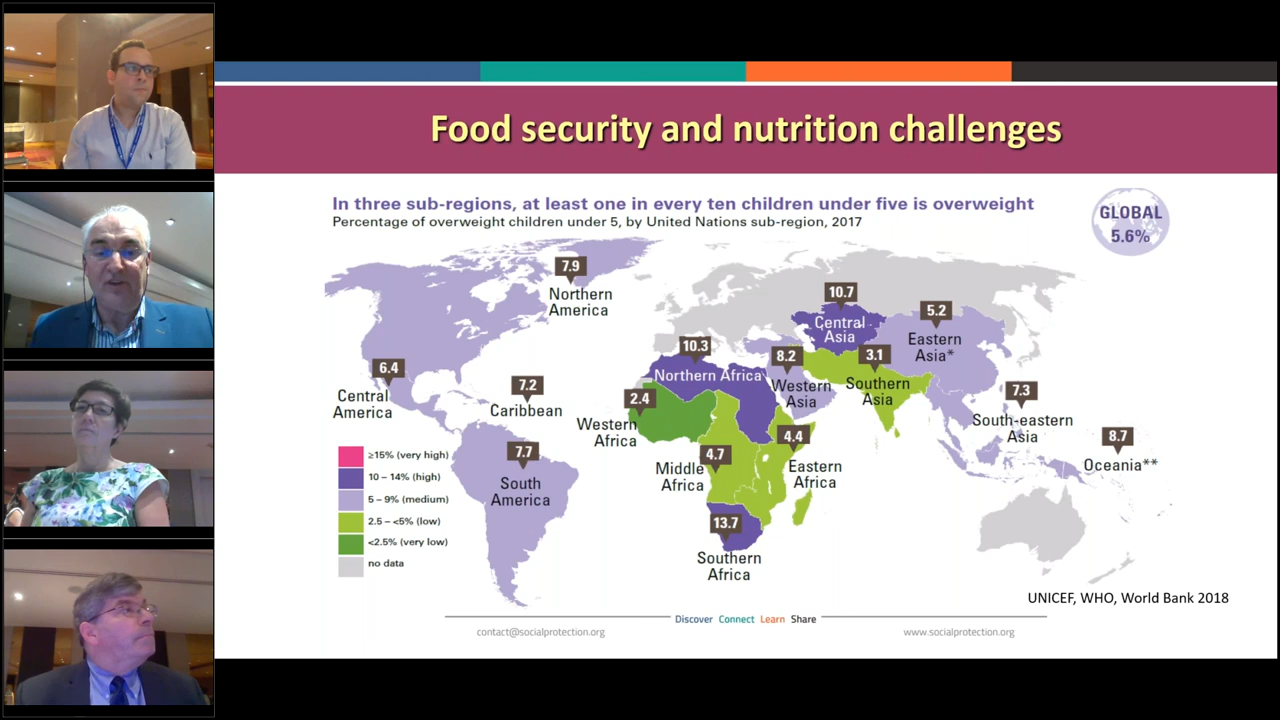 Food security and nutrition challenges
In three sub-regions, at least one in every ten children under five is overweight
Percentage of overweight children under 5, by United Nations sub-region, 2017
GLOBAL
5.6%
7.9
Northern
America
10.7
Central
Asia
5.2
Eastern
Asia*
10.3
Northern Africa
8.2
Western
Asia
3.1
Southern
Asia
6.4
Central
America
7.2
Caribbean
2.4
Western
Africa
7.3
South-eastern
Asia
4.4
Eastern
Africa
8.7
Oceania**
7.7
South
America
4.7
Middle
Africa
13.7
Southern
Africa
≥15% (very high)
10 – 14% (high)
5 – 9% (medium)
2.5 – <5% (low)
<2.5% (very low)
no data
UNICEF, WHO, World Bank 2018
Discover Connect Learn Share
contact@socialprotection.org
www.socialprotection.org